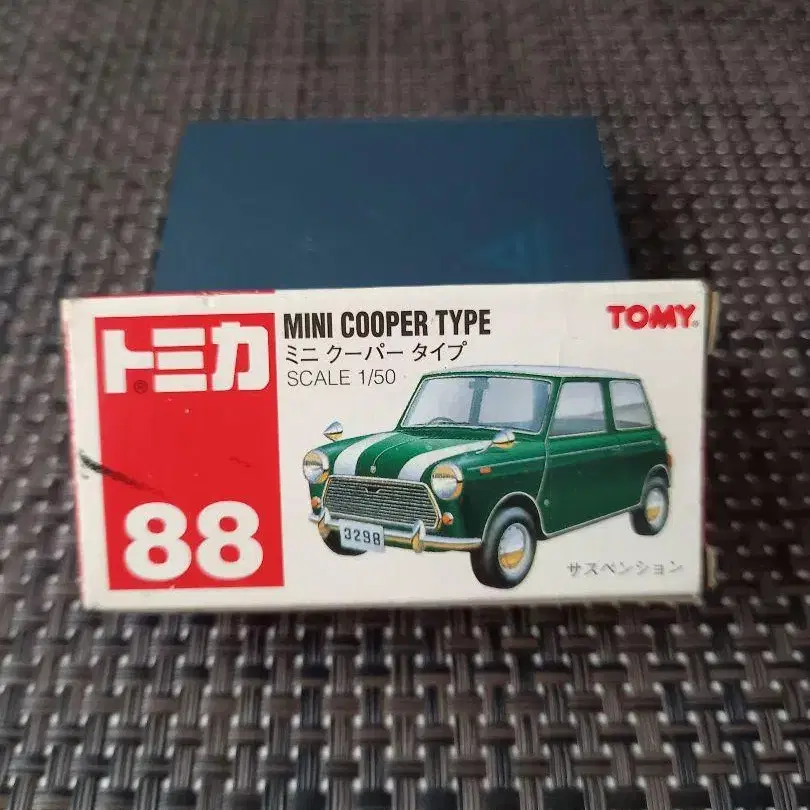 トミカ®
88
MINI COOPER TYPE
ミニ クーパー タイプ
SCALE 1/50
TOMY®
3298
サスペンション